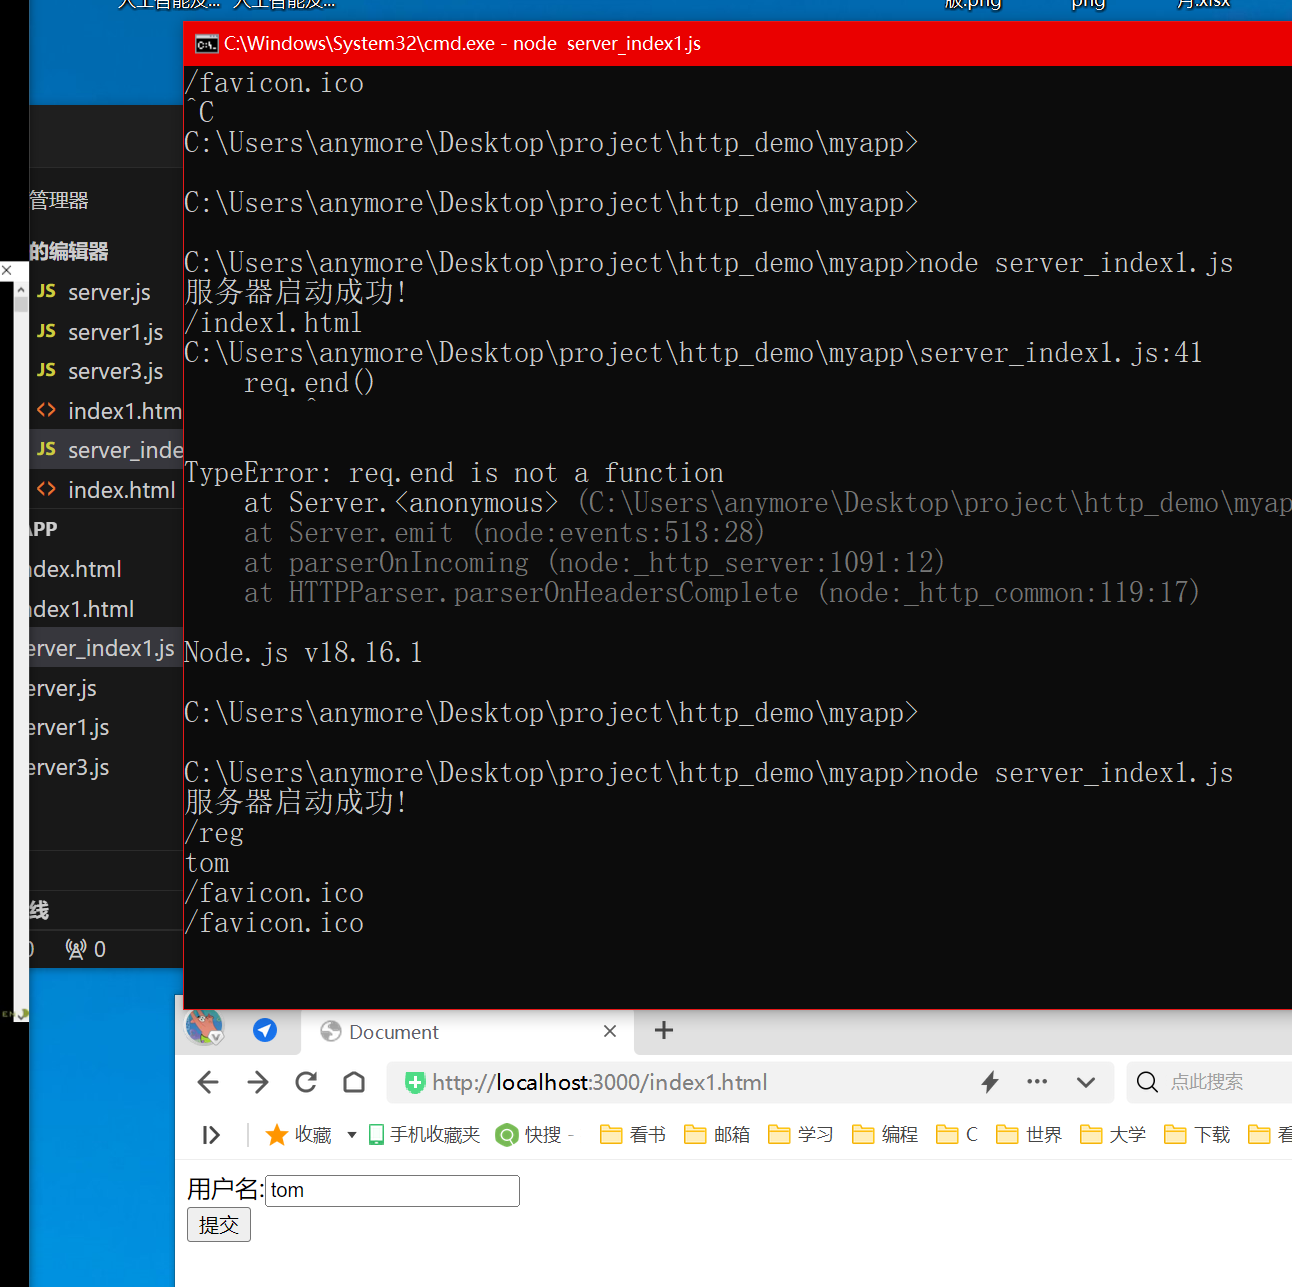 人工智能及... 人工智能及...
版.png
png
月.xlsx
C:\Windows\System32\cmd.exe - node server_index1.js
/favicon.ico
^C
C:\Users\anymore\Desktop\project\http_demo\myapp>
C:\Users\anymore\Desktop\project\http_demo\myapp>
C:\Users\anymore\Desktop\project\http_demo\myapp>node server_index1.js
服务器启动成功!
/index1.html
C:\Users\anymore\Desktop\project\http_demo\myapp\server_index1.js:41
req.end()
^
TypeError: req.end is not a function
at Server.<anonymous> (C:\Users\anymore\Desktop\project\http_demo\myap
at Server.emit (node:events:513:28)
at parserOnIncoming (node:_http_server:1091:12)
at HTTPParser.parserOnHeadersComplete (node:_http_common:119:17)
Node.js v18.16.1
C:\Users\anymore\Desktop\project\http_demo\myapp>
C:\Users\anymore\Desktop\project\http_demo\myapp>node server_index1.js
服务器启动成功!
/reg
tom
/favicon.ico
/favicon.ico
管理器
的编辑器
JS server.js
JS server1.js
JS server3.js
<> index1.htm
JS server_inde
<> index.html
APP
ndex.html
ndex1.html
erver_index1.js
erver.js
erver1.js
erver3.js
线
0 0
EN
Document
http://localhost:3000/index1.html
点此搜索
收藏 手机收藏夹 快搜 - 看书 邮箱 学习 编程 C 世界 大学 下载 看
用户名:tom
提交